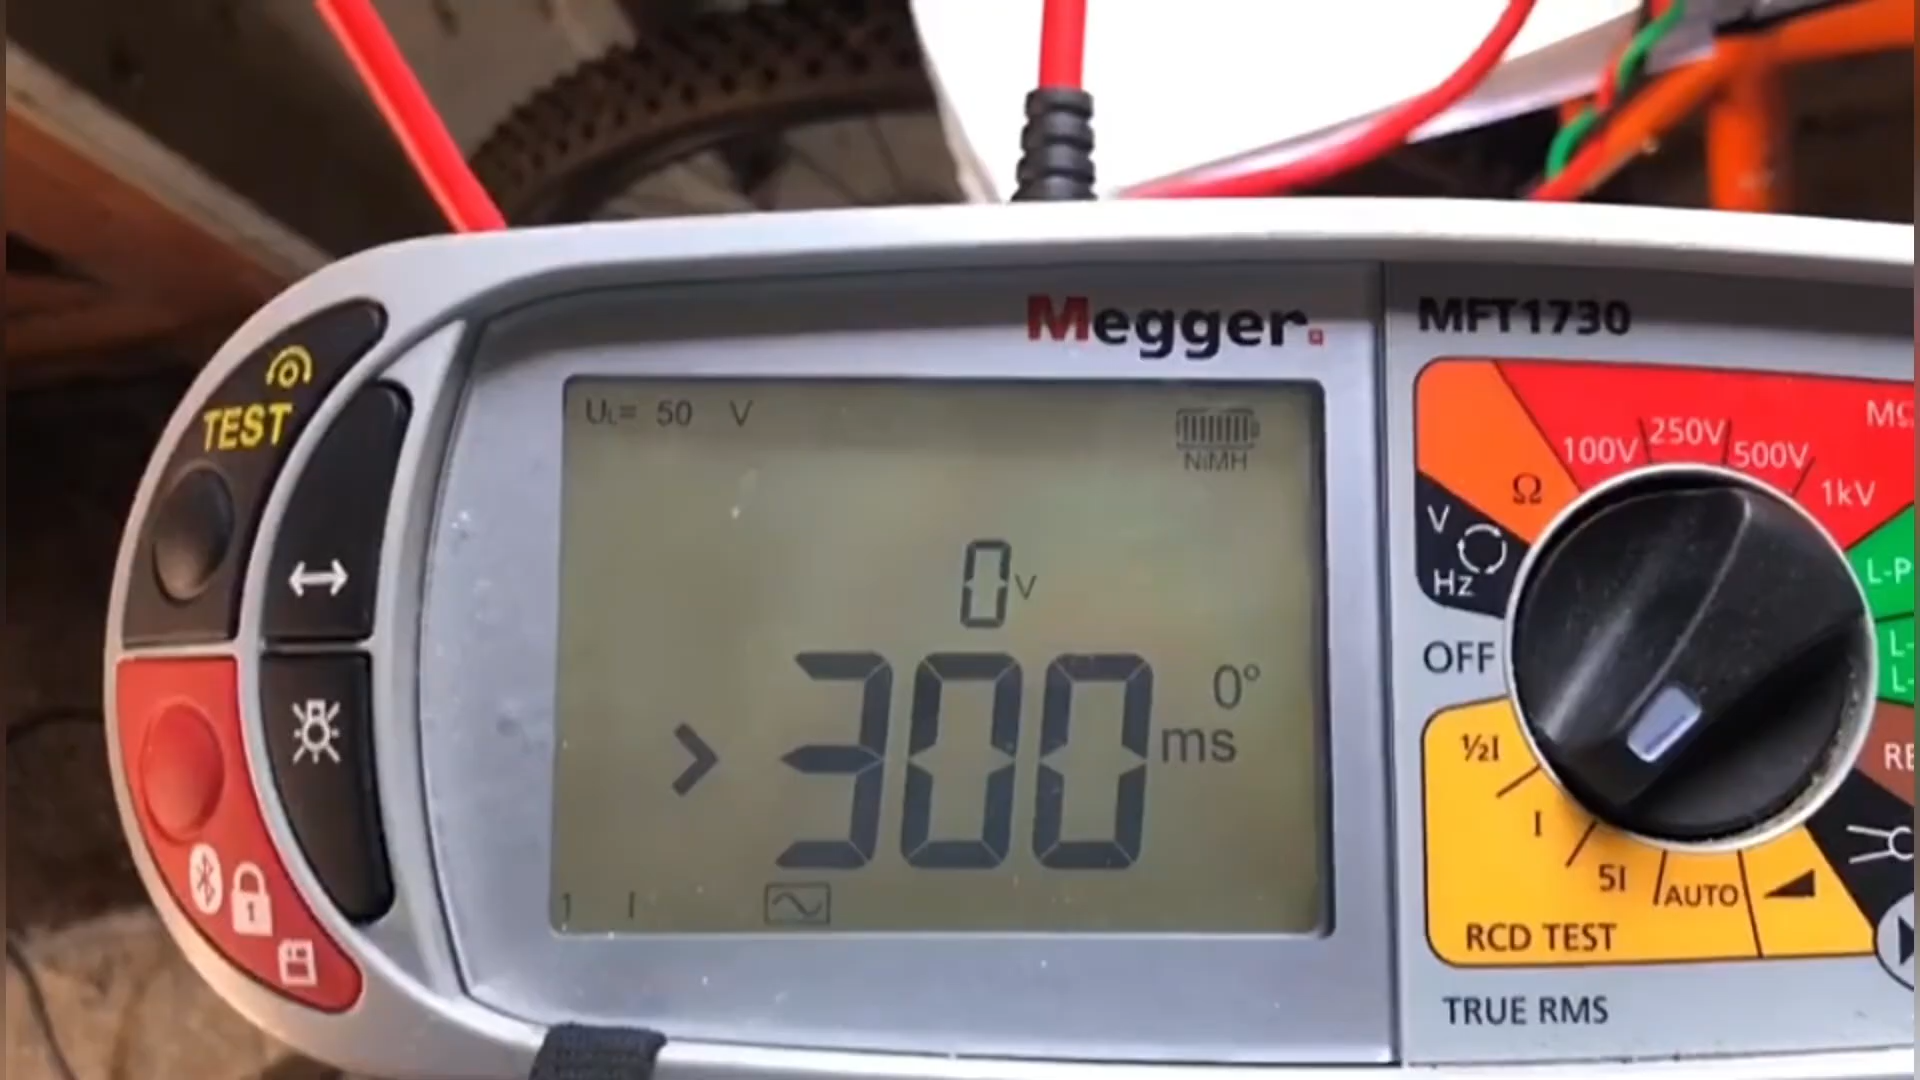 Megger.
MFT1730
TEST
UL= 50 V
NiMH
0 V
> 300 ms
0°
1 I
100V
250V
500V
1kV
Ω
V
Hz
OFF
L-P
L-
L-
½I
I
5I
AUTO
RCD TEST
TRUE RMS